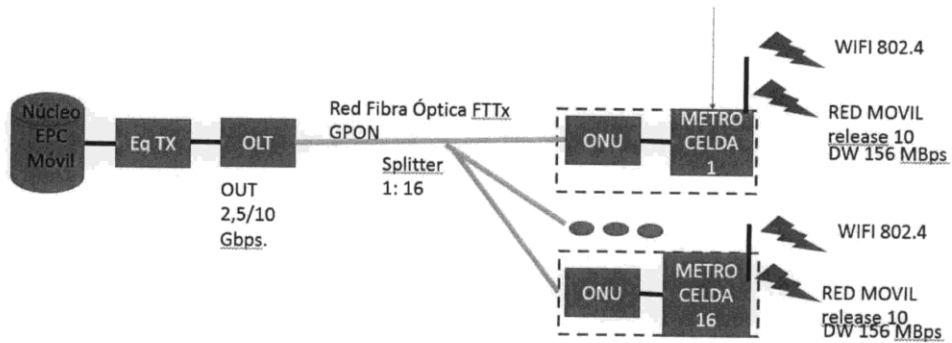 Núcleo
EPC
Móvil
Eq TX
OLT
OUT
2,5/10
Gbps.
Red Fibra Óptica FTTx
GPON
Splitter
1: 16
ONU
METRO
CELDA
1
WIFI 802.4
RED MOVIL
release 10
DW 156 MBps
ONU
METRO
CELDA
16
WIFI 802.4
RED MOVIL
release 10
DW 156 MBps